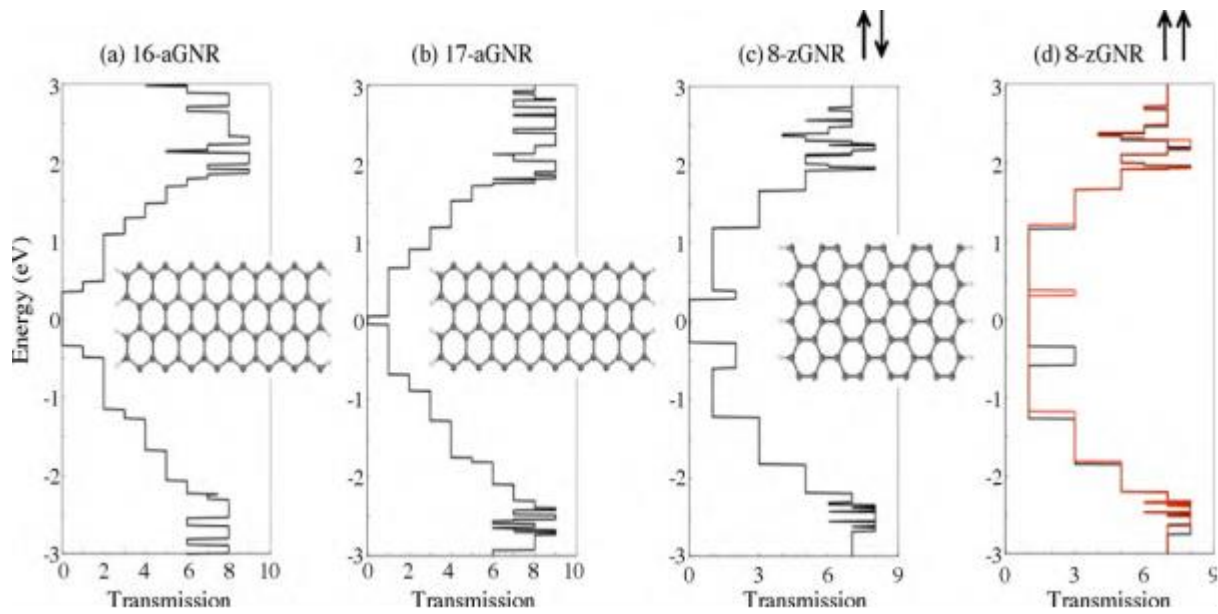 (a) 16-aGNR
(b) 17-aGNR
(c) 8-zGNR
(d) 8-zGNR
Energy (eV)
3
2
1
0
-1
-2
-3
0 2 4 6 8 10
Transmission
3
2
1
0
-1
-2
-3
0 2 4 6 8 10
Transmission
3
2
1
0
-1
-2
-3
0 3 6 9
Transmission
3
2
1
0
-1
-2
-3
0 3 6 9
Transmission